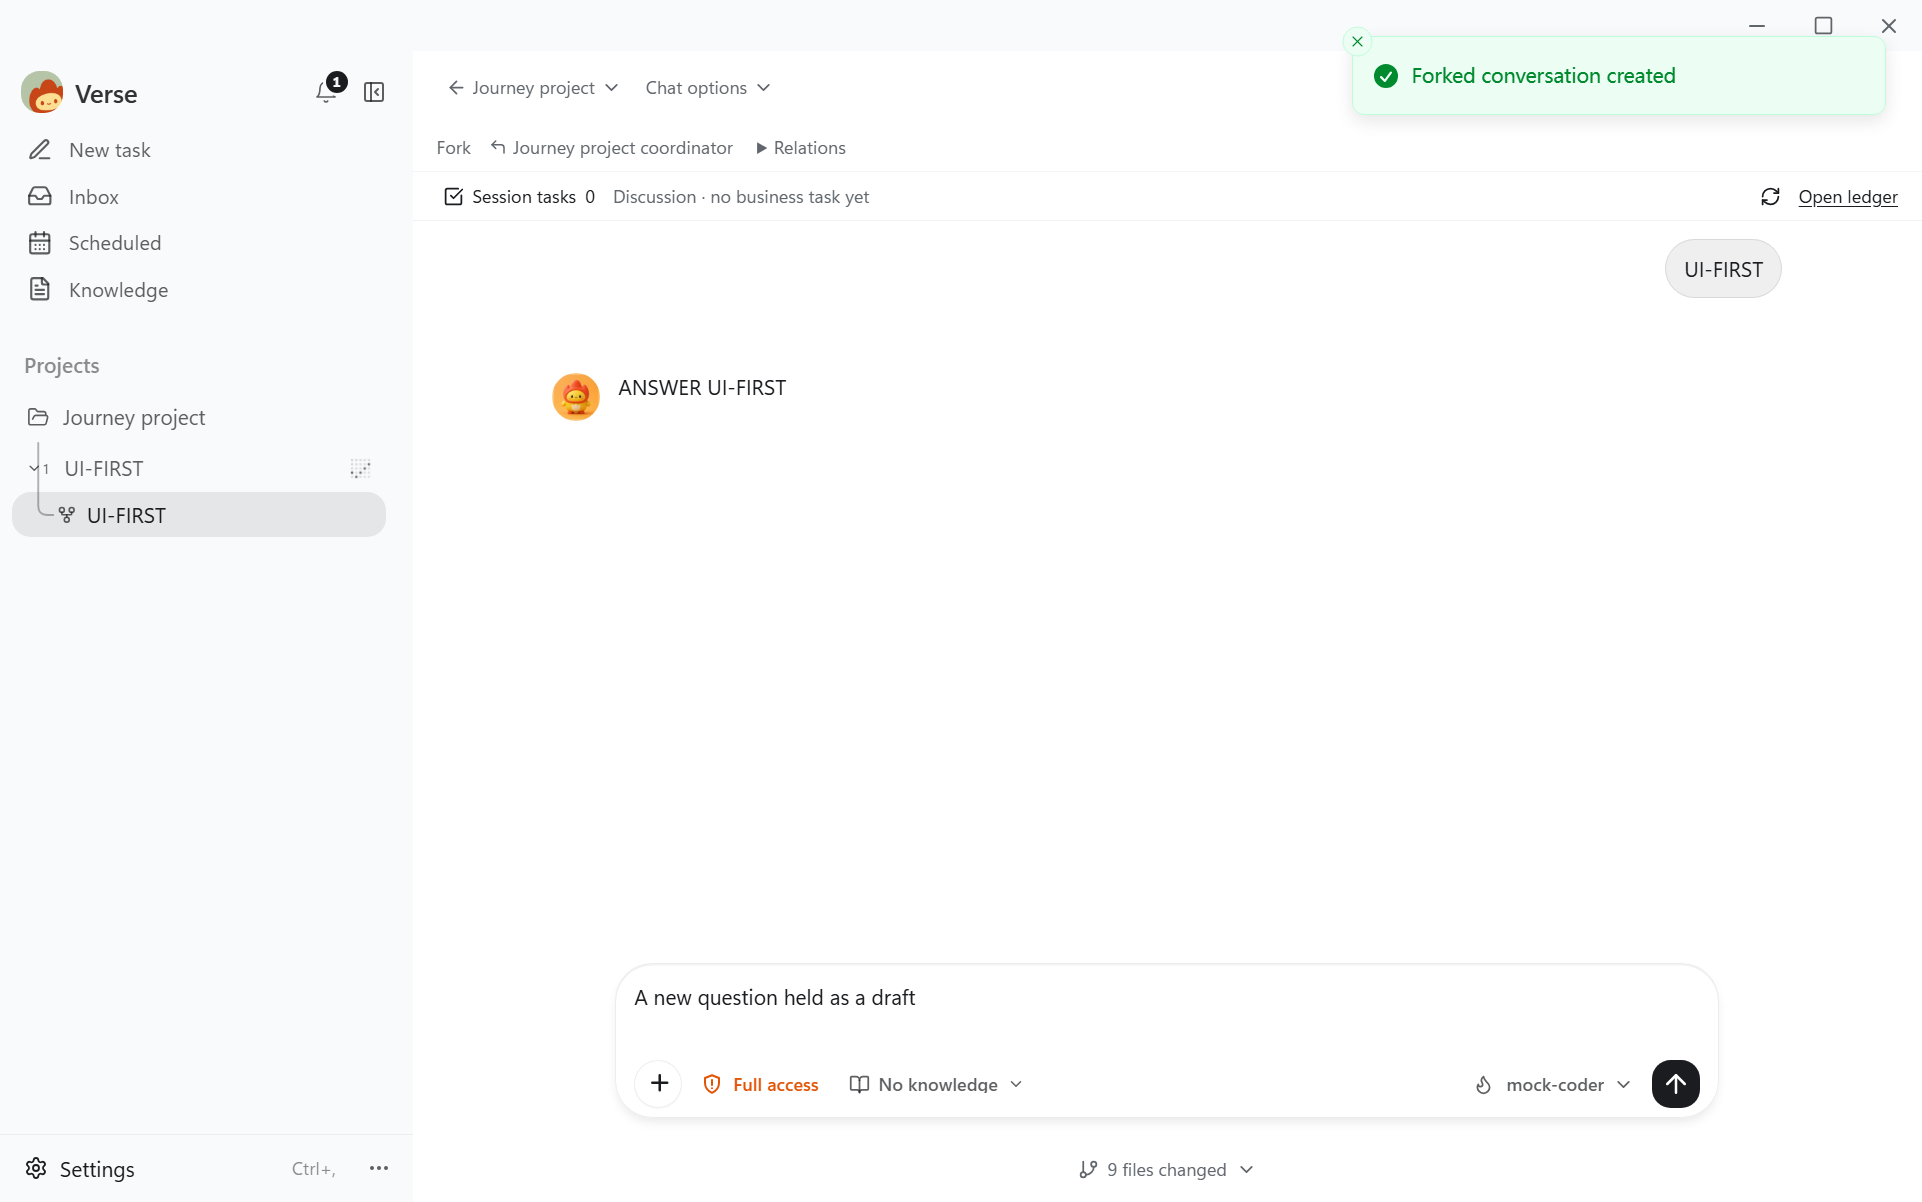 Verse
1
New task
Inbox
Scheduled
Knowledge
Projects
Journey project
1 UI-FIRST
UI-FIRST
Settings
Ctrl+,
Journey project
Chat options
Forked conversation created
Fork
Journey project coordinator
Relations
Session tasks 0
Discussion · no business task yet
Open ledger
UI-FIRST
ANSWER UI-FIRST
A new question held as a draft
Full access
No knowledge
mock-coder
9 files changed